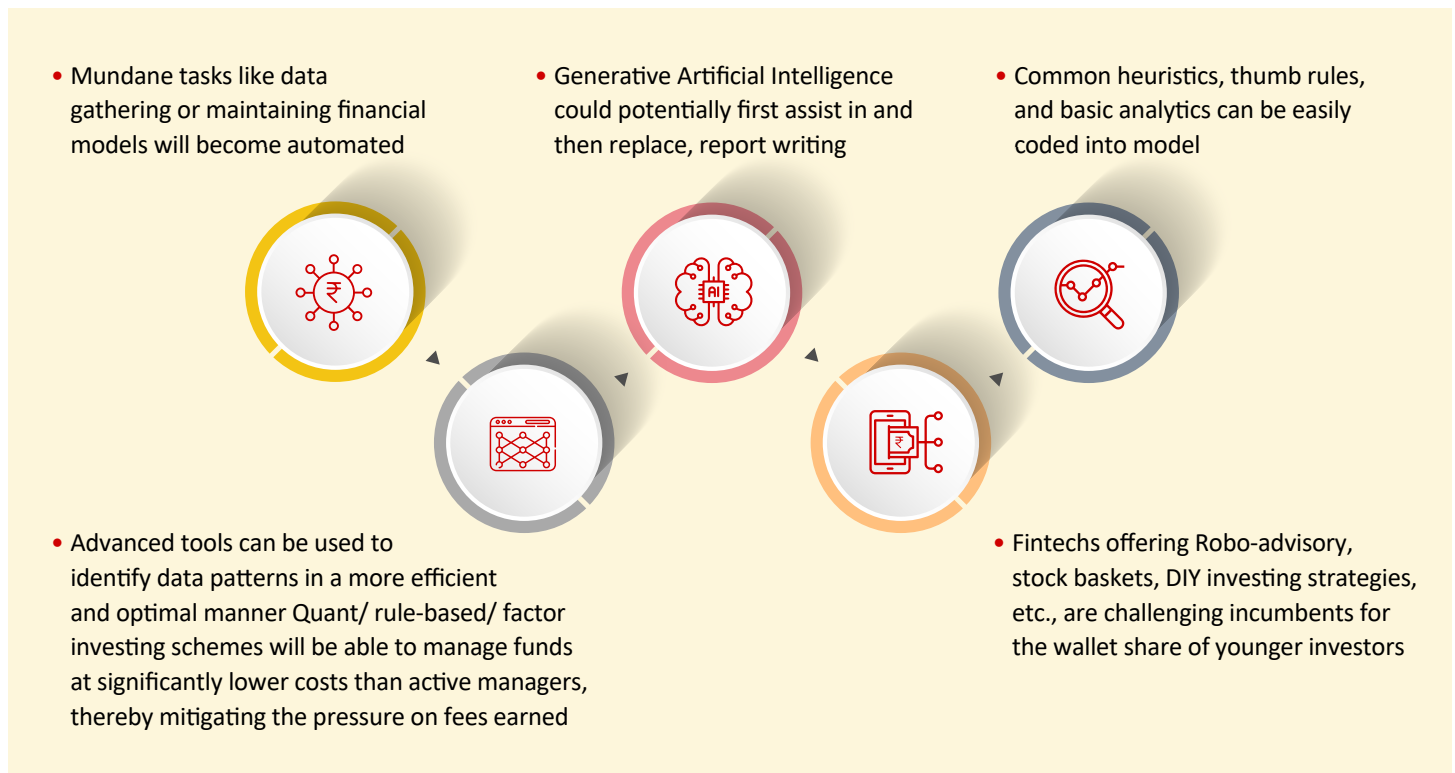 • Mundane tasks like data
gathering or maintaining financial
models will become automated
• Generative Artificial Intelligence
could potentially first assist in and
then replace, report writing
• Common heuristics, thumb rules,
and basic analytics can be easily
coded into model
₹
AI
₹
• Advanced tools can be used to
identify data patterns in a more efficient
and optimal manner Quant/ rule-based/ factor
investing schemes will be able to manage funds
at significantly lower costs than active managers,
thereby mitigating the pressure on fees earned
• Fintechs offering Robo-advisory,
stock baskets, DIY investing strategies,
etc., are challenging incumbents for
the wallet share of younger investors